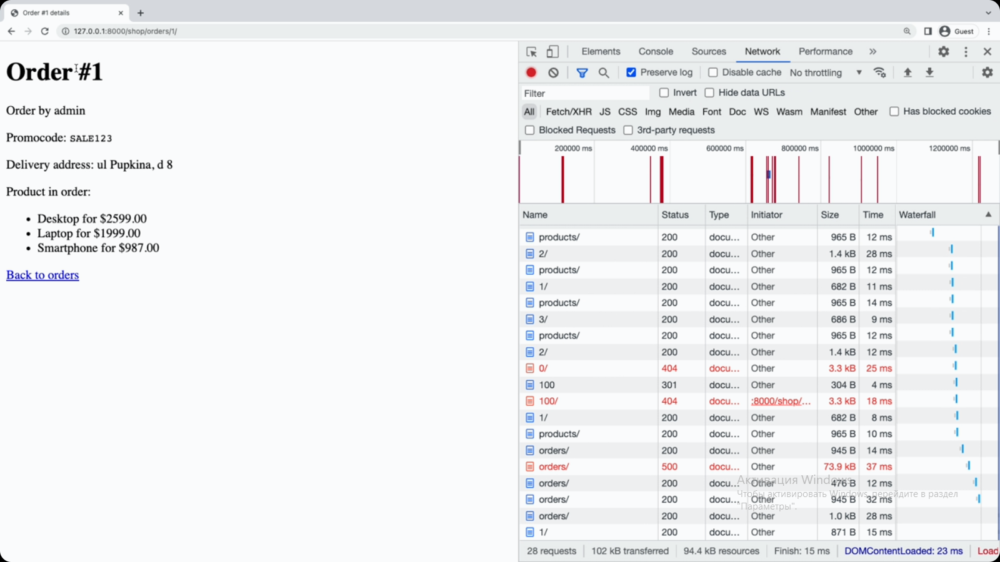 Order #1 details
127.0.0.1:8000/shop/orders/1/
Guest
Order #1
Order by admin
Promocode: SALE123
Delivery address: ul Pupkina, d 8
Product in order:
• Desktop for $2599.00
• Laptop for $1999.00
• Smartphone for $987.00
Back to orders
Elements Console Sources Network Performance
Preserve log Disable cache No throttling
Filter Invert Hide data URLs
All Fetch/XHR JS CSS Img Media Font Doc WS Wasm Manifest Other Has blocked cookies
Blocked Requests 3rd-party requests
200000 ms 400000 ms 600000 ms 800000 ms 1000000 ms 1200000 ms
Name Status Type Initiator Size Time Waterfall
products/ 200 docu... Other 965 B 12 ms
2/ 200 docu... Other 1.4 kB 28 ms
products/ 200 docu... Other 965 B 12 ms
1/ 200 docu... Other 682 B 11 ms
products/ 200 docu... Other 965 B 14 ms
3/ 200 docu... Other 686 B 9 ms
products/ 200 docu... Other 965 B 12 ms
2/ 200 docu... Other 1.4 kB 12 ms
0/ 404 docu... Other 3.3 kB 25 ms
100 301 docu... Other 304 B 4 ms
100/ 404 docu... :8000/shop/... 3.3 kB 18 ms
1/ 200 docu... Other 682 B 8 ms
products/ 200 docu... Other 965 B 10 ms
orders/ 200 docu... Other 945 B 14 ms
orders/ 500 docu... Other 73.9 kB 37 ms
Активация Windows
orders/ 200 docu... Other 476 B 12 ms
Чтобы активировать Windows, перейдите в раздел
orders/ 200 docu... Other 945 B 32 ms
"Параметры".
orders/ 200 docu... Other 1.0 kB 28 ms
1/ 200 docu... Other 871 B 15 ms
28 requests 102 kB transferred 94.4 kB resources Finish: 15 ms DOMContentLoaded: 23 ms Load